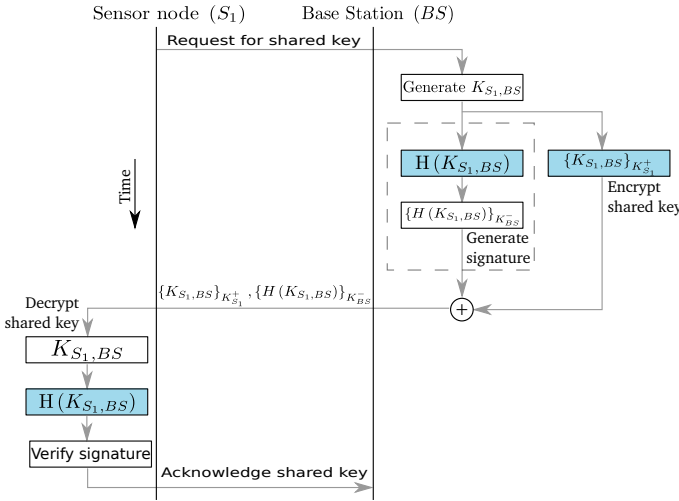 Sensor node (S₁) Base Station (BS)
Request for shared key
Generate K_{S₁,BS}
H (K_{S₁,BS}) {K_{S₁,BS}}_{K⁺_{S₁}}
Encrypt
shared key
{H (K_{S₁,BS})}_{K⁻_{BS}}
Generate
signature
Time
{K_{S₁,BS}}_{K⁺_{S₁}} , {H (K_{S₁,BS})}_{K⁻_{BS}}
+
Decrypt
shared key
K_{S₁,BS}
H (K_{S₁,BS})
Verify signature
Acknowledge shared key